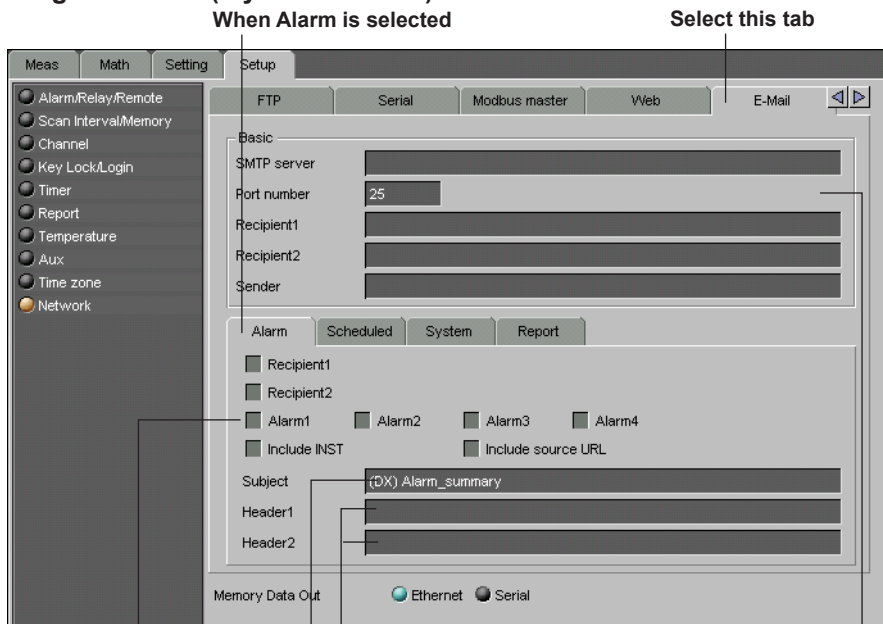 When Alarm is selected
Select this tab
Meas Math Setting Setup
Alarm/Relay/Remote
Scan Interval/Memory
Channel
Key Lock/Login
Timer
Report
Temperature
Aux
Time zone
Network
FTP Serial Modbus master Web E-Mail
Basic
SMTP server
Port number 25
Recipient1
Recipient2
Sender
Alarm Scheduled System Report
Recipient1
Recipient2
Alarm1 Alarm2 Alarm3 Alarm4
Include INST Include source URL
Subject (DX) Alarm_summary
Header1
Header2
Memory Data Out Ethernet Serial